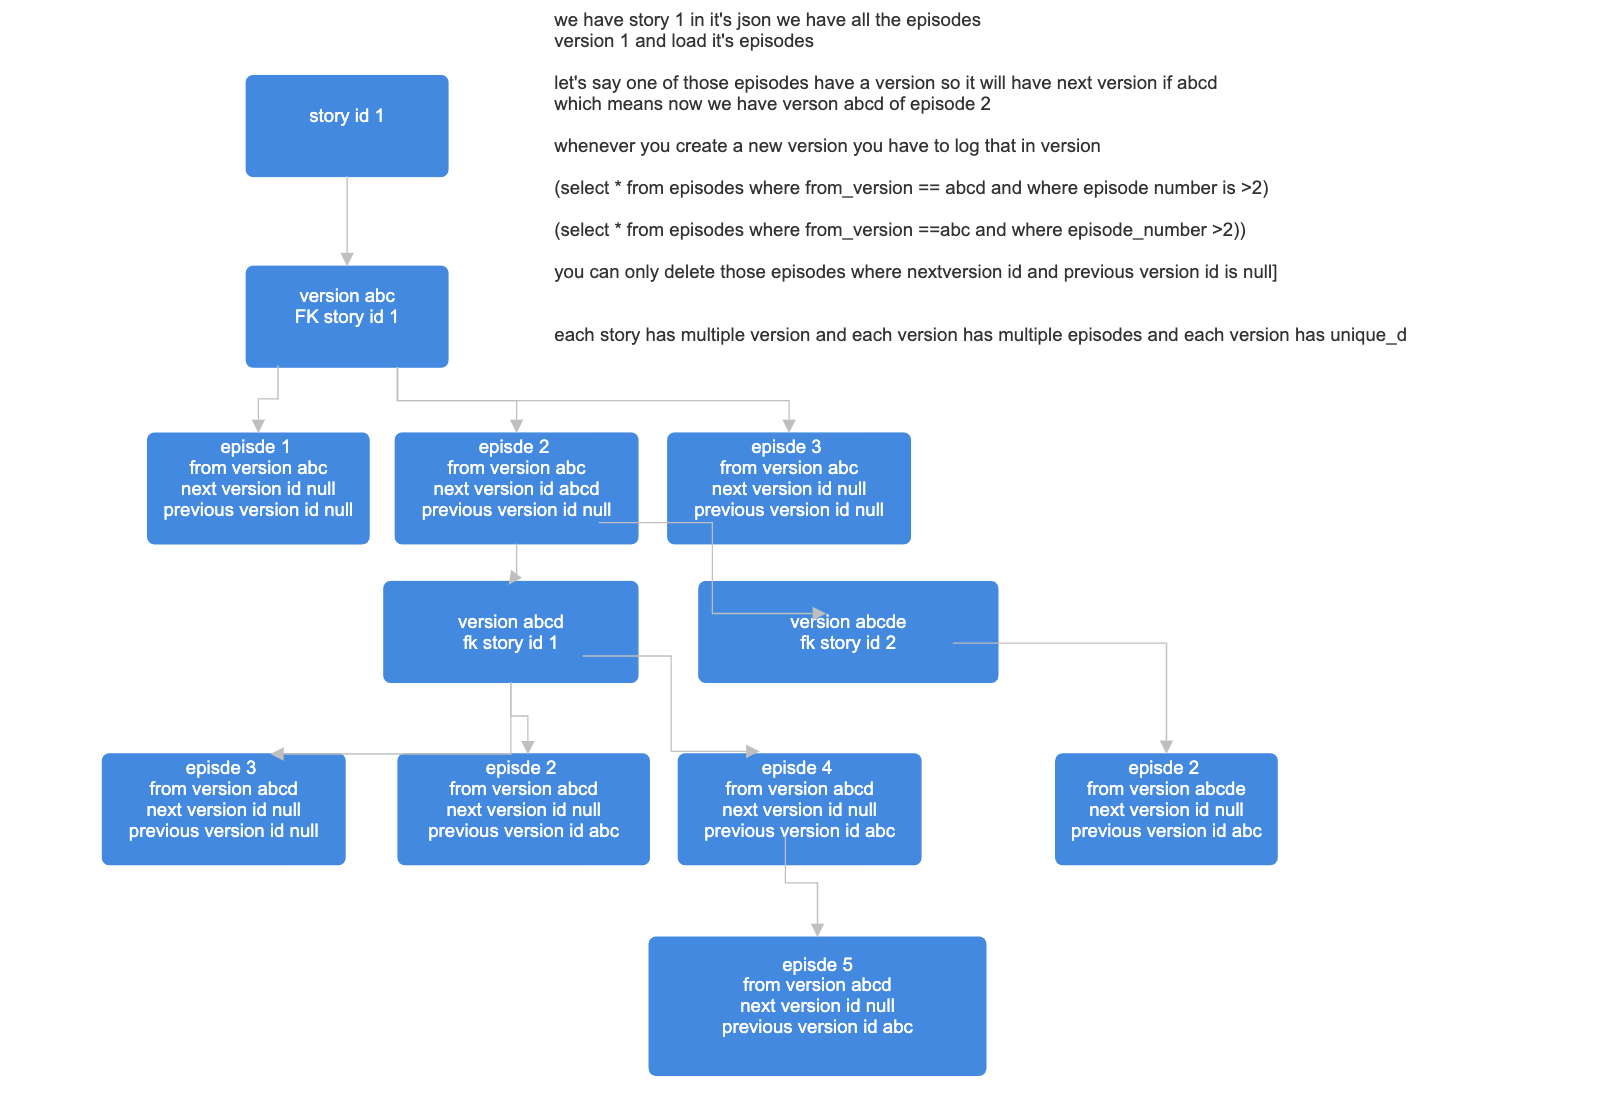 we have story 1 in it's json we have all the episodes
version 1 and load it's episodes
let's say one of those episodes have a version so it will have next version if abcd
which means now we have verson abcd of episode 2
whenever you create a new version you have to log that in version
(select * from episodes where from_version == abcd and where episode number is >2)
(select * from episodes where from_version ==abc and where episode_number >2))
you can only delete those episodes where nextversion id and previous version id is null]
each story has multiple version and each version has multiple episodes and each version has unique_d
story id 1
version abc
FK story id 1
episde 1
from version abc
next version id null
previous version id null
episde 2
from version abc
next version id abcd
previous version id null
episde 3
from version abc
next version id null
previous version id null
version abcd
fk story id 1
version abcde
fk story id 2
episde 3
from version abcd
next version id null
previous version id null
episde 2
from version abcd
next version id null
previous version id abc
episde 4
from version abcd
next version id null
previous version id abc
episde 2
from version abcde
next version id null
previous version id abc
episde 5
from version abcd
next version id null
previous version id abc